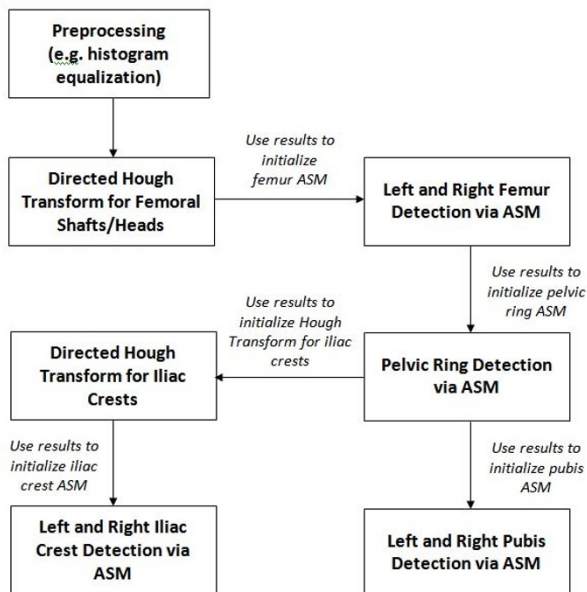 Preprocessing
(e.g. histogram
equalization)
Use results to
initialize
femur ASM
Directed Hough
Transform for Femoral
Shafts/Heads
Left and Right Femur
Detection via ASM
Use results to
initialize pelvic
ring ASM
Use results to
initialize Hough
Transform for iliac
crests
Directed Hough
Transform for Iliac
Crests
Pelvic Ring Detection
via ASM
Use results to
initialize iliac
crest ASM
Use results to
initialize pubis
ASM
Left and Right Iliac
Crest Detection via
ASM
Left and Right Pubis
Detection via ASM